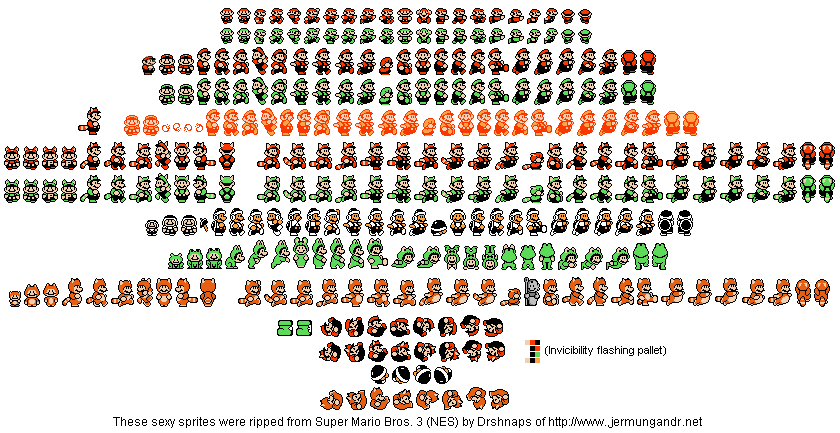 (Invicibility flashing pallet)
These sexy sprites were ripped from Super Mario Bros. 3 (NES) by Drshnaps of http://www.jermungandr.net